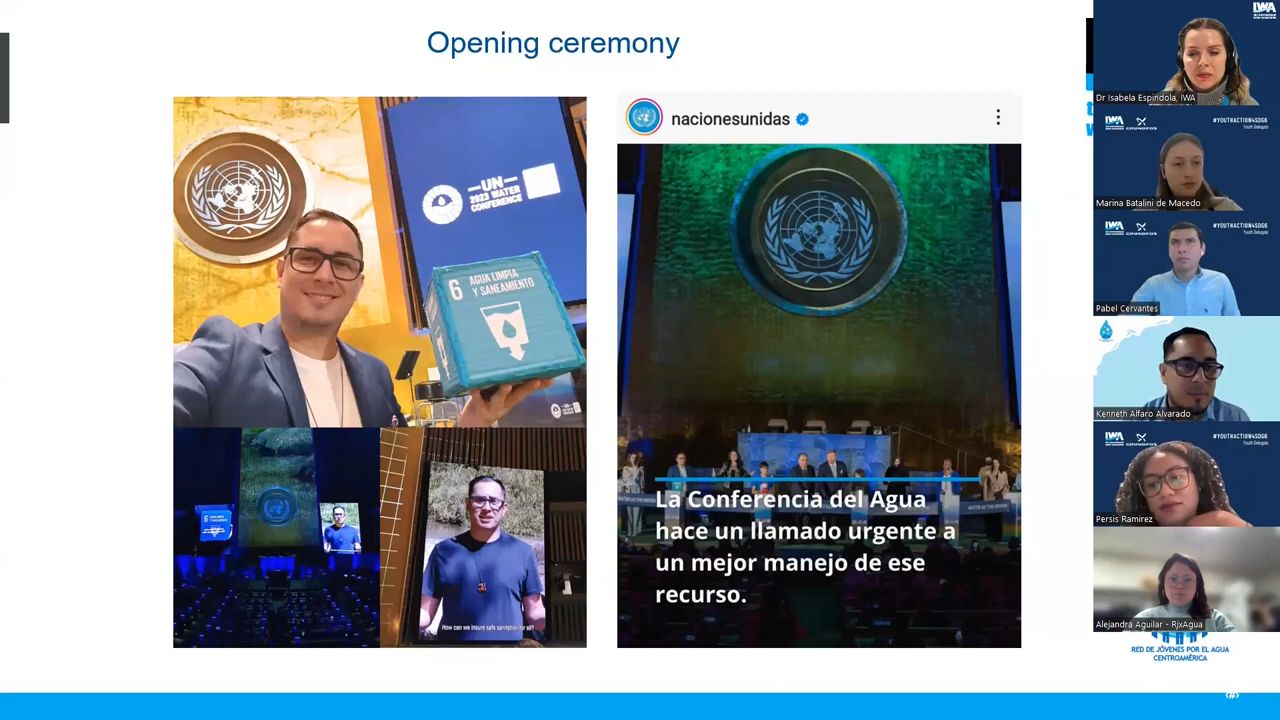 Opening ceremony
UN
2023 WATER
CONFERENCE
6 AGUA LIMPIA
Y SANEAMIENTO
How can we insure safe sanitation for all?
nacionesunidas
La Conferencia del Agua
hace un llamado urgente a
un mejor manejo de ese
recurso.
IWA
Dr Isabela Espíndola, IWA
IWA
GRUNDFOS
#YOUTHACTION4SDG6
Youth Delegate
Marina Batalini de Macedo
IWA
GRUNDFOS
#YOUTHACTION4SDG6
Youth Delegate
Pabel Cervantes
Kenneth Alfaro Alvarado
IWA
GRUNDFOS
#YOUTHACTION4SDG6
Youth Delegate
Persis Ramirez
Alejandra Aguilar - RjxAgua
RED DE JÓVENES POR EL AGUA
CENTROAMÉRICA
‹#›